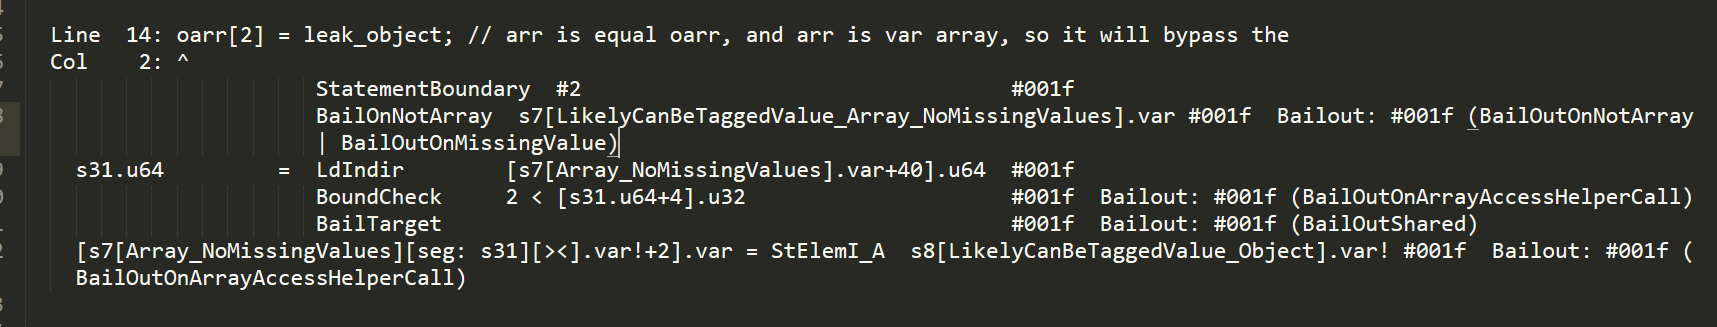 Line  14: oarr[2] = leak_object; // arr is equal oarr, and arr is var array, so it will bypass the
Col    2: ^
StatementBoundary  #2                                  #001f
BailOnNotArray  s7[LikelyCanBeTaggedValue_Array_NoMissingValues].var #001f  Bailout: #001f (BailOutOnNotArray
| BailOutOnMissingValue)
s31.u64         =  LdIndir        [s7[Array_NoMissingValues].var+40].u64  #001f
BoundCheck     2 < [s31.u64+4].u32                     #001f  Bailout: #001f (BailOutOnArrayAccessHelperCall)
BailTarget                                             #001f  Bailout: #001f (BailOutShared)
[s7[Array_NoMissingValues][seg: s31][><].var!+2].var = StElemI_A  s8[LikelyCanBeTaggedValue_Object].var! #001f  Bailout: #001f (
BailOutOnArrayAccessHelperCall)